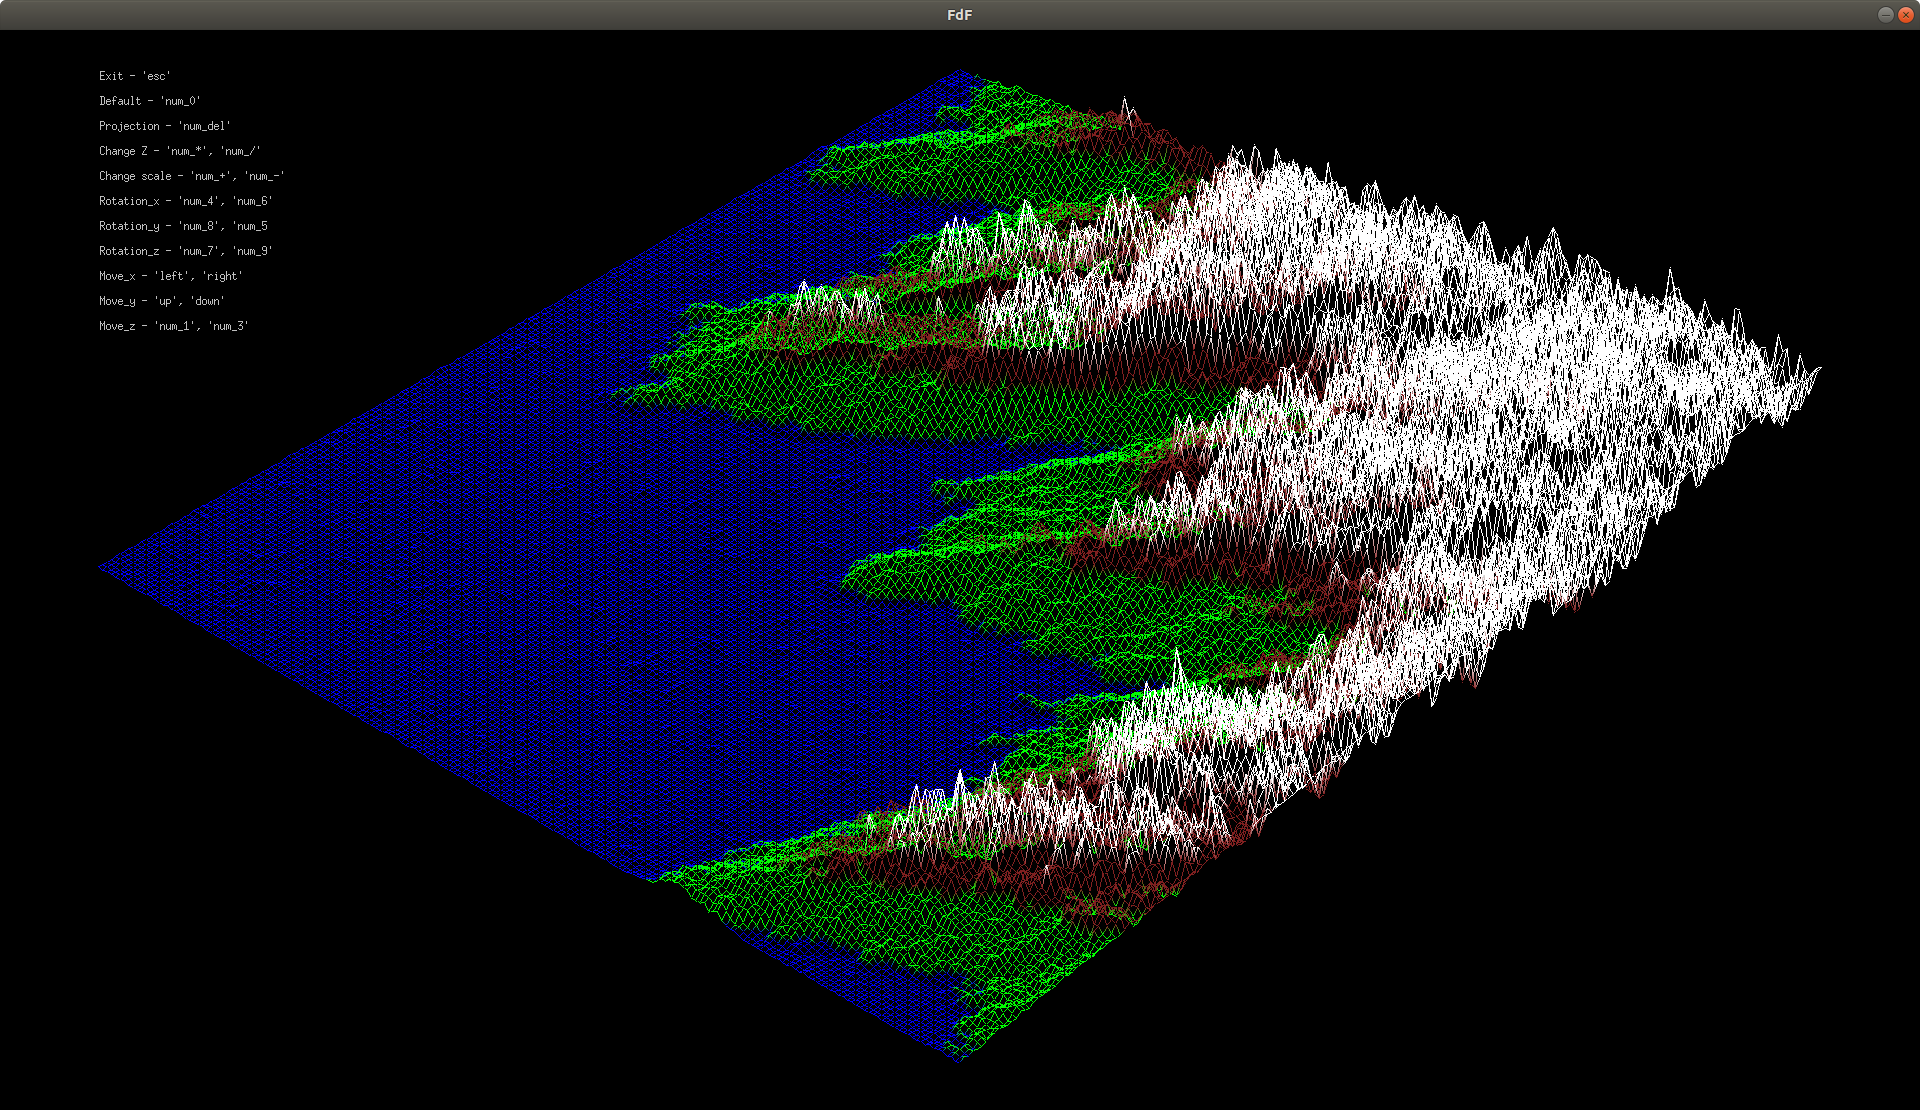 FdF
Exit - 'esc'
Default - 'num_0'
Projection - 'num_del'
Change Z - 'num_*', 'num_/'
Change scale - 'num_+', 'num_-'
Rotation_x - 'num_4', 'num_6'
Rotation_y - 'num_8', 'num_5
Rotation_z - 'num_7', 'num_9'
Move_x - 'left', 'right'
Move_y - 'up', 'down'
Move_z - 'num_1', 'num_3'